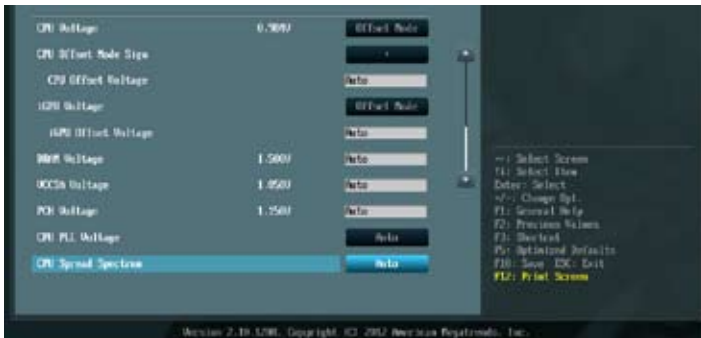 CPU Voltage 0.984V Offset Mode
CPU Offset Mode Sign +
CPU Offset Voltage Auto
iGPU Voltage Offset Mode
iGPU Offset Voltage Auto
DRAM Voltage 1.500V Auto
VCCSA Voltage 1.050V Auto
PCH Voltage 1.150V Auto
CPU PLL Voltage Auto
CPU Spread Spectrum Auto
Select Screen
Select Item
Enter: Select
+/-: Change Opt.
F1: General Help
F2: Previous Values
F3: Shortcut
F5: Optimized Defaults
F10: Save ESC: Exit
F12: Print Screen
Version 2.10.1208. Copyright (C) 2012 American Megatrends, Inc.